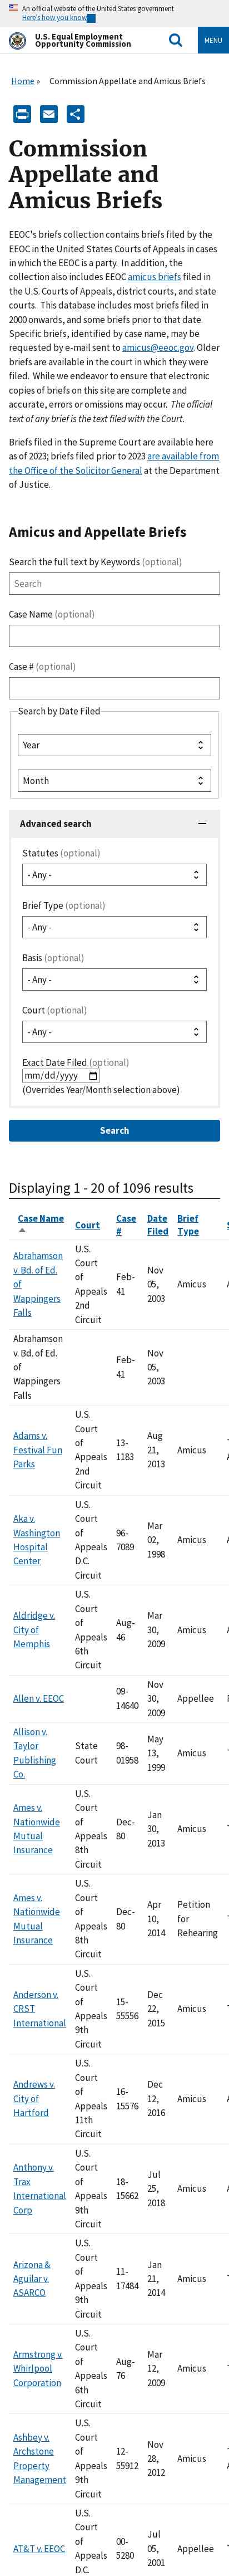 An official website of the United States government
Here's how you know
U.S. Equal Employment
Opportunity Commission
MENU
Home » Commission Appellate and Amicus Briefs
Commission
Appellate and
Amicus Briefs
EEOC's briefs collection contains briefs filed by the
EEOC in the United States Courts of Appeals in cases
in which the EEOC is a party. In addition, the
collection also includes EEOC amicus briefs filed in
the U.S. Courts of Appeals, district courts, and state
courts. This database includes most briefs filed in
2000 onwards, and some briefs prior to that date.
Specific briefs, identified by case name, may be
requested by e-mail sent to amicus@eeoc.gov. Older
briefs are available in the court in which they were
filed. While we endeavor to ensure that electronic
copies of briefs on this site are complete and
accurate, errors or omissions may occur. The official
text of any brief is the text filed with the Court.
Briefs filed in the Supreme Court are available here
as of 2023; briefs filed prior to 2023 are available from
the Office of the Solicitor General at the Department
of Justice.
Amicus and Appellate Briefs
Search the full text by Keywords (optional)
Search
Case Name (optional)
Case # (optional)
Search by Date Filed
Year
Month
Advanced search
Statutes (optional)
- Any -
Brief Type (optional)
- Any -
Basis (optional)
- Any -
Court (optional)
- Any -
Exact Date Filed (optional)
mm/dd/yyyy
(Overrides Year/Month selection above)
Search
Displaying 1 - 20 of 1096 results
Case Name Court Case # Date Filed Brief Type
Abrahamson v. Bd. of Ed. of Wappingers Falls U.S. Court of Appeals 2nd Circuit Feb-41 Nov 05, 2003 Amicus
Abrahamson v. Bd. of Ed. of Wappingers Falls Feb-41 Nov 05, 2003
Adams v. Festival Fun Parks U.S. Court of Appeals 2nd Circuit 13-1183 Aug 21, 2013 Amicus
Aka v. Washington Hospital Center U.S. Court of Appeals D.C. Circuit 96-7089 Mar 02, 1998 Amicus
Aldridge v. City of Memphis U.S. Court of Appeals 6th Circuit Aug-46 Mar 30, 2009 Amicus
Allen v. EEOC 09-14640 Nov 30, 2009 Appellee
Allison v. Taylor Publishing Co. State Court 98-01958 May 13, 1999 Amicus
Ames v. Nationwide Mutual Insurance U.S. Court of Appeals 8th Circuit Dec-80 Jan 30, 2013 Amicus
Ames v. Nationwide Mutual Insurance U.S. Court of Appeals 8th Circuit Dec-80 Apr 10, 2014 Petition for Rehearing
Anderson v. CRST International U.S. Court of Appeals 9th Circuit 15-55556 Dec 22, 2015 Amicus
Andrews v. City of Hartford U.S. Court of Appeals 11th Circuit 16-15576 Dec 12, 2016 Amicus
Anthony v. Trax International Corp U.S. Court of Appeals 9th Circuit 18-15662 Jul 25, 2018 Amicus
Arizona & Aguilar v. ASARCO U.S. Court of Appeals 9th Circuit 11-17484 Jan 21, 2014 Amicus
Armstrong v. Whirlpool Corporation U.S. Court of Appeals 6th Circuit Aug-76 Mar 12, 2009 Amicus
Ashbey v. Archstone Property Management U.S. Court of Appeals 9th Circuit 12-55912 Nov 28, 2012 Amicus
AT&T v. EEOC U.S. Court of Appeals D.C. 00-5280 Jul 05, 2001 Appellee